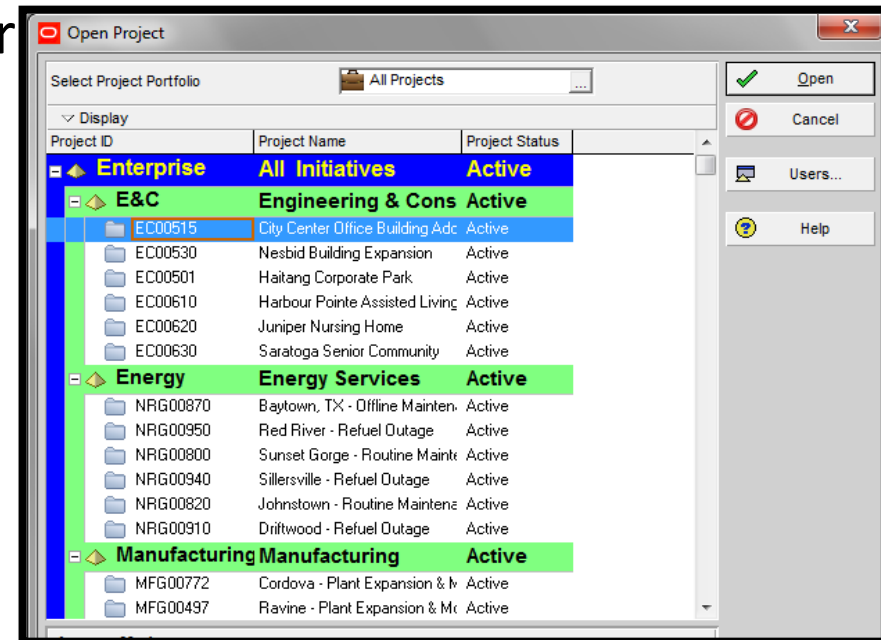 r
Open Project
Select Project Portfolio All Projects ...
Display
Project ID Project Name Project Status
Enterprise All Initiatives Active
E&C Engineering & Cons Active
EC00515 City Center Office Building Adc Active
EC00530 Nesbid Building Expansion Active
EC00501 Haitang Corporate Park Active
EC00610 Harbour Pointe Assisted Living Active
EC00620 Juniper Nursing Home Active
EC00630 Saratoga Senior Community Active
Energy Energy Services Active
NRG00870 Baytown, TX - Offline Mainten Active
NRG00950 Red River - Refuel Outage Active
NRG00800 Sunset Gorge - Routine Mainte Active
NRG00940 Sillersville - Refuel Outage Active
NRG00820 Johnstown - Routine Maintena Active
NRG00910 Driftwood - Refuel Outage Active
Manufacturing Manufacturing Active
MFG00772 Cordova - Plant Expansion & M Active
MFG00497 Ravine - Plant Expansion & Mo Active
Open
Cancel
Users...
Help